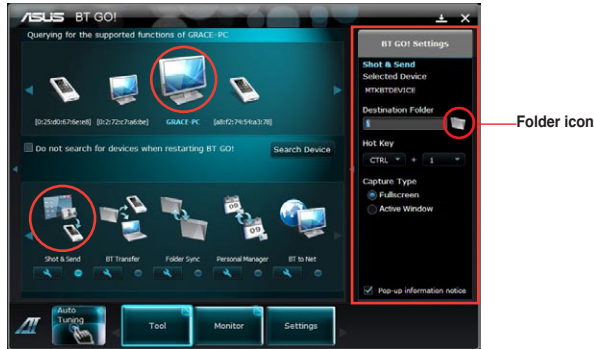 ASUS BT GO!
Querying for the supported functions of GRACE-PC
[0:25:d0:67:6e:e8] [0:2:72:c7:a6:be] GRACE-PC [a8:f2:74:54:a3:78]
Do not search for devices when restarting BT GO! Search Device
Shot & Send BT Transfer Folder Sync Personal Manager BT to Net
Auto Tuning
Tool Monitor Settings
BT GO! Settings
Shot & Send
Selected Device
MTKBTDEVICE
Destination Folder
Hot Key
CTRL + 1
Capture Type
Fullscreen
Active Window
Pop-up information notice
Folder icon